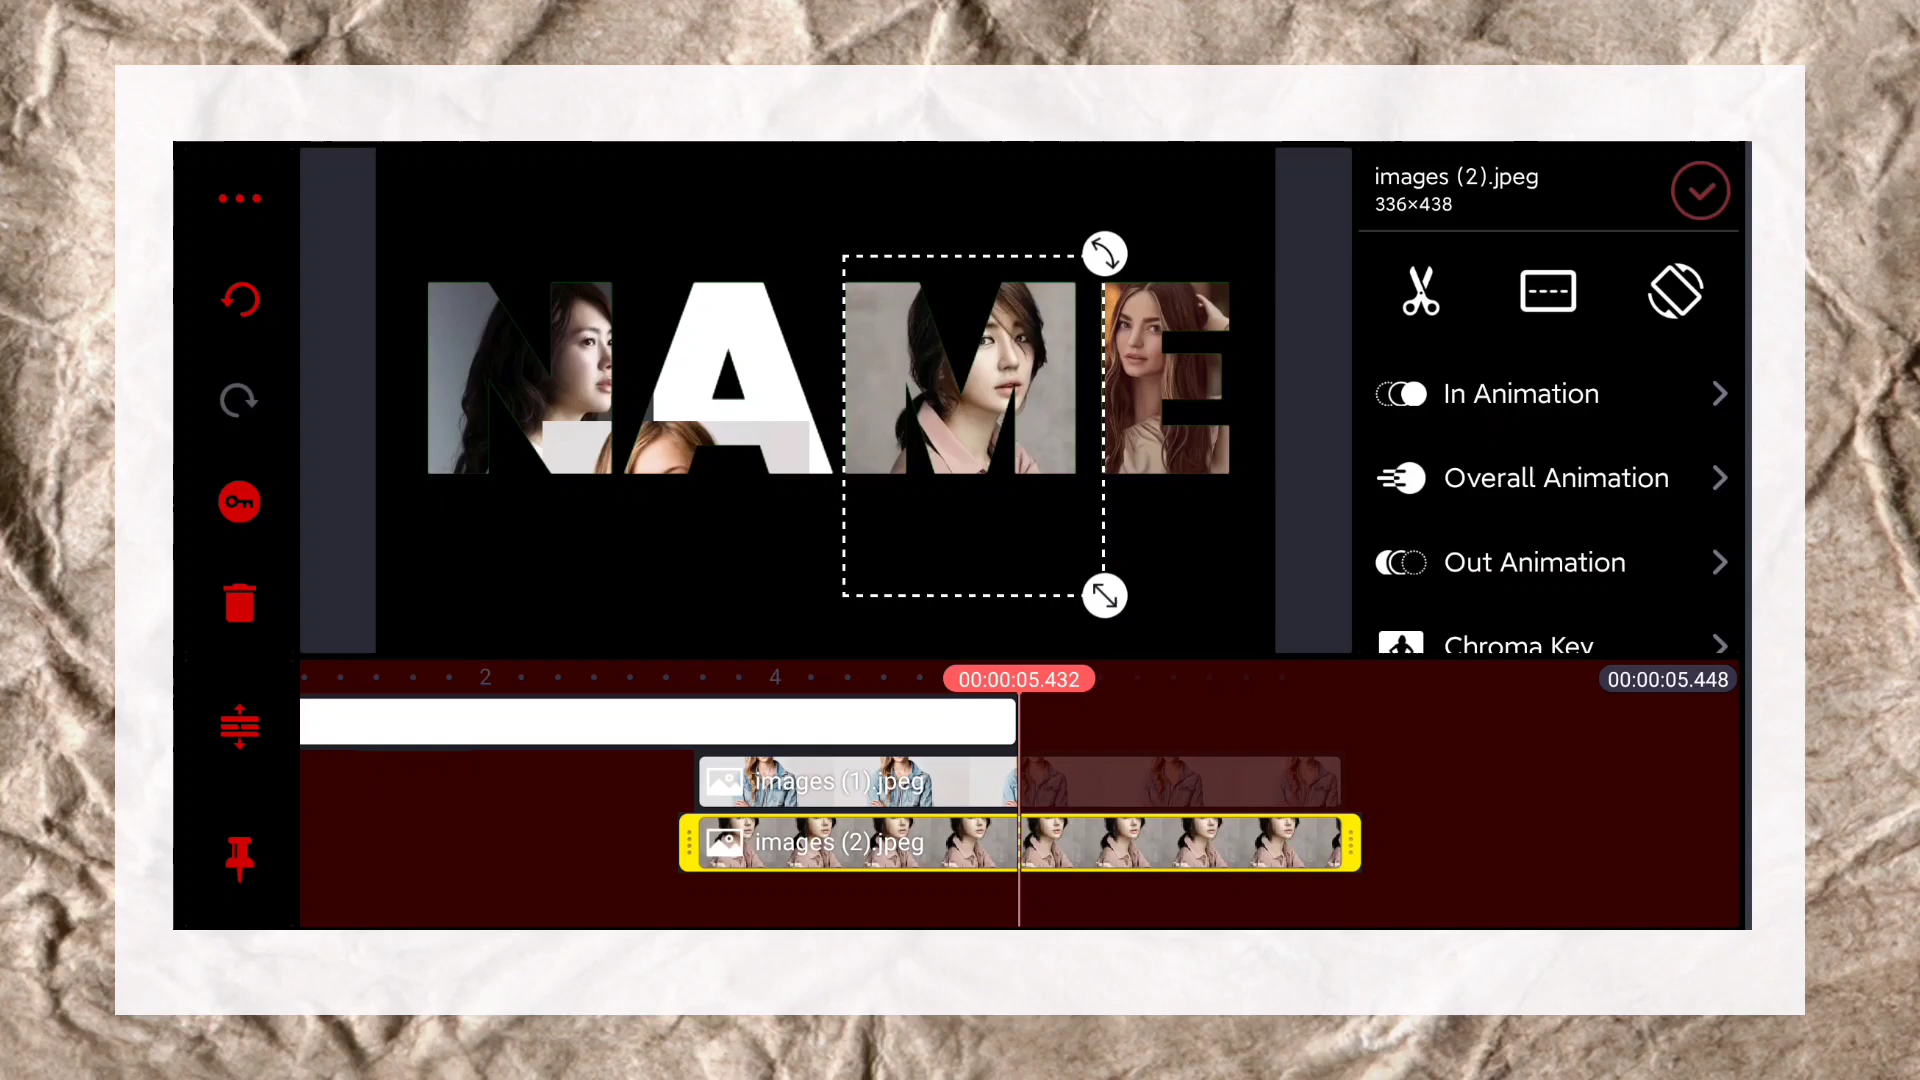 images (2).jpeg
336×438
NAME
In Animation
Overall Animation
Out Animation
Chroma Key
2
4
00:00:05.432
00:00:05.448
images (1).jpeg
images (2).jpeg